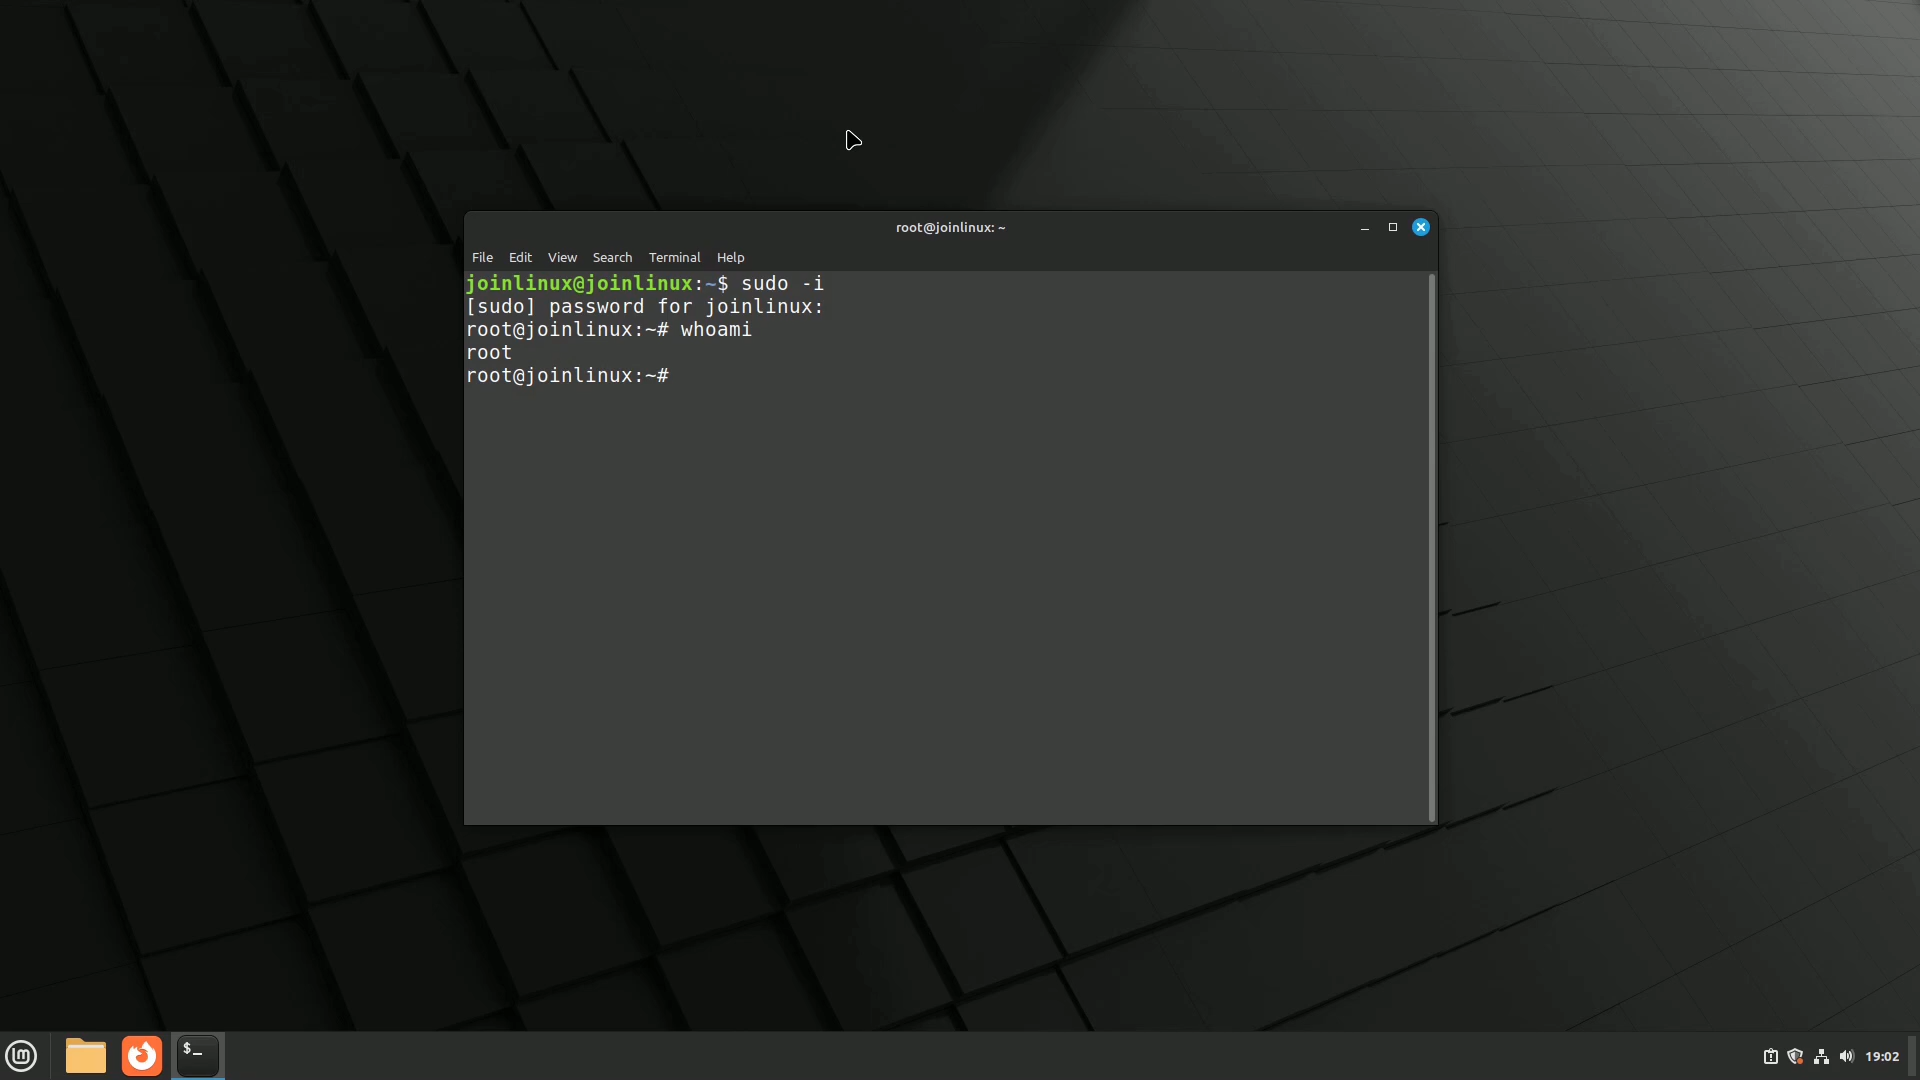 root@joinlinux: ~
File Edit View Search Terminal Help
joinlinux@joinlinux:~$ sudo -i
[sudo] password for joinlinux:
root@joinlinux:~# whoami
root
root@joinlinux:~#
$_
19:02